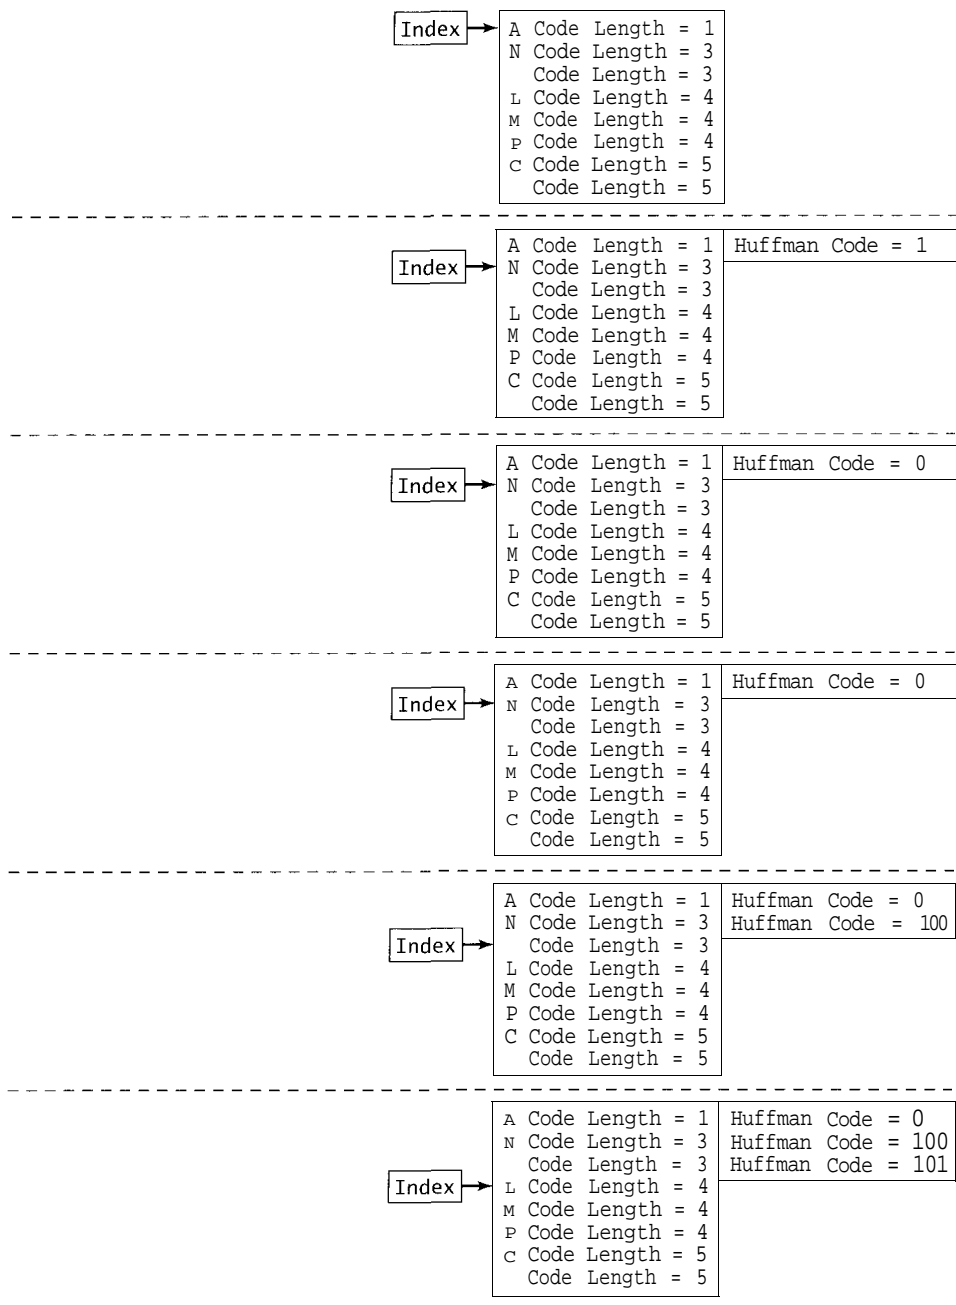 Index
A Code Length = 1
N Code Length = 3
Code Length = 3
L Code Length = 4
M Code Length = 4
P Code Length = 4
C Code Length = 5
Code Length = 5
Index
A Code Length = 1 Huffman Code = 1
N Code Length = 3
Code Length = 3
L Code Length = 4
M Code Length = 4
P Code Length = 4
C Code Length = 5
Code Length = 5
Index
A Code Length = 1 Huffman Code = 0
N Code Length = 3
Code Length = 3
L Code Length = 4
M Code Length = 4
P Code Length = 4
C Code Length = 5
Code Length = 5
Index
A Code Length = 1 Huffman Code = 0
N Code Length = 3
Code Length = 3
L Code Length = 4
M Code Length = 4
P Code Length = 4
C Code Length = 5
Code Length = 5
Index
A Code Length = 1 Huffman Code = 0
N Code Length = 3 Huffman Code = 100
Code Length = 3
L Code Length = 4
M Code Length = 4
P Code Length = 4
C Code Length = 5
Code Length = 5
Index
A Code Length = 1 Huffman Code = 0
N Code Length = 3 Huffman Code = 100
Code Length = 3 Huffman Code = 101
L Code Length = 4
M Code Length = 4
P Code Length = 4
C Code Length = 5
Code Length = 5